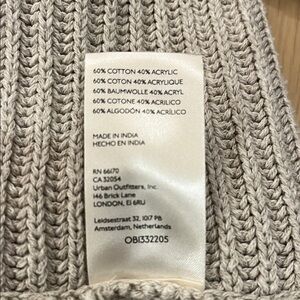 60% COTTON 40% ACRYLIC
60% COTON 40% ACRYLIQUE
60% BAUMWOLLE 40% ACRYL
60% COTONE 40% ACRILICO
60% ALGODÓN 40% ACRÍLICO
MADE IN INDIA
HECHO EN INDIA
RN 66170
CA 32054
Urban Outfitters, Inc.
146 Brick Lane
LONDON, E1 6RU
Leidsestraat 32, 1017 PB
Amsterdam, Netherlands
OB1332205